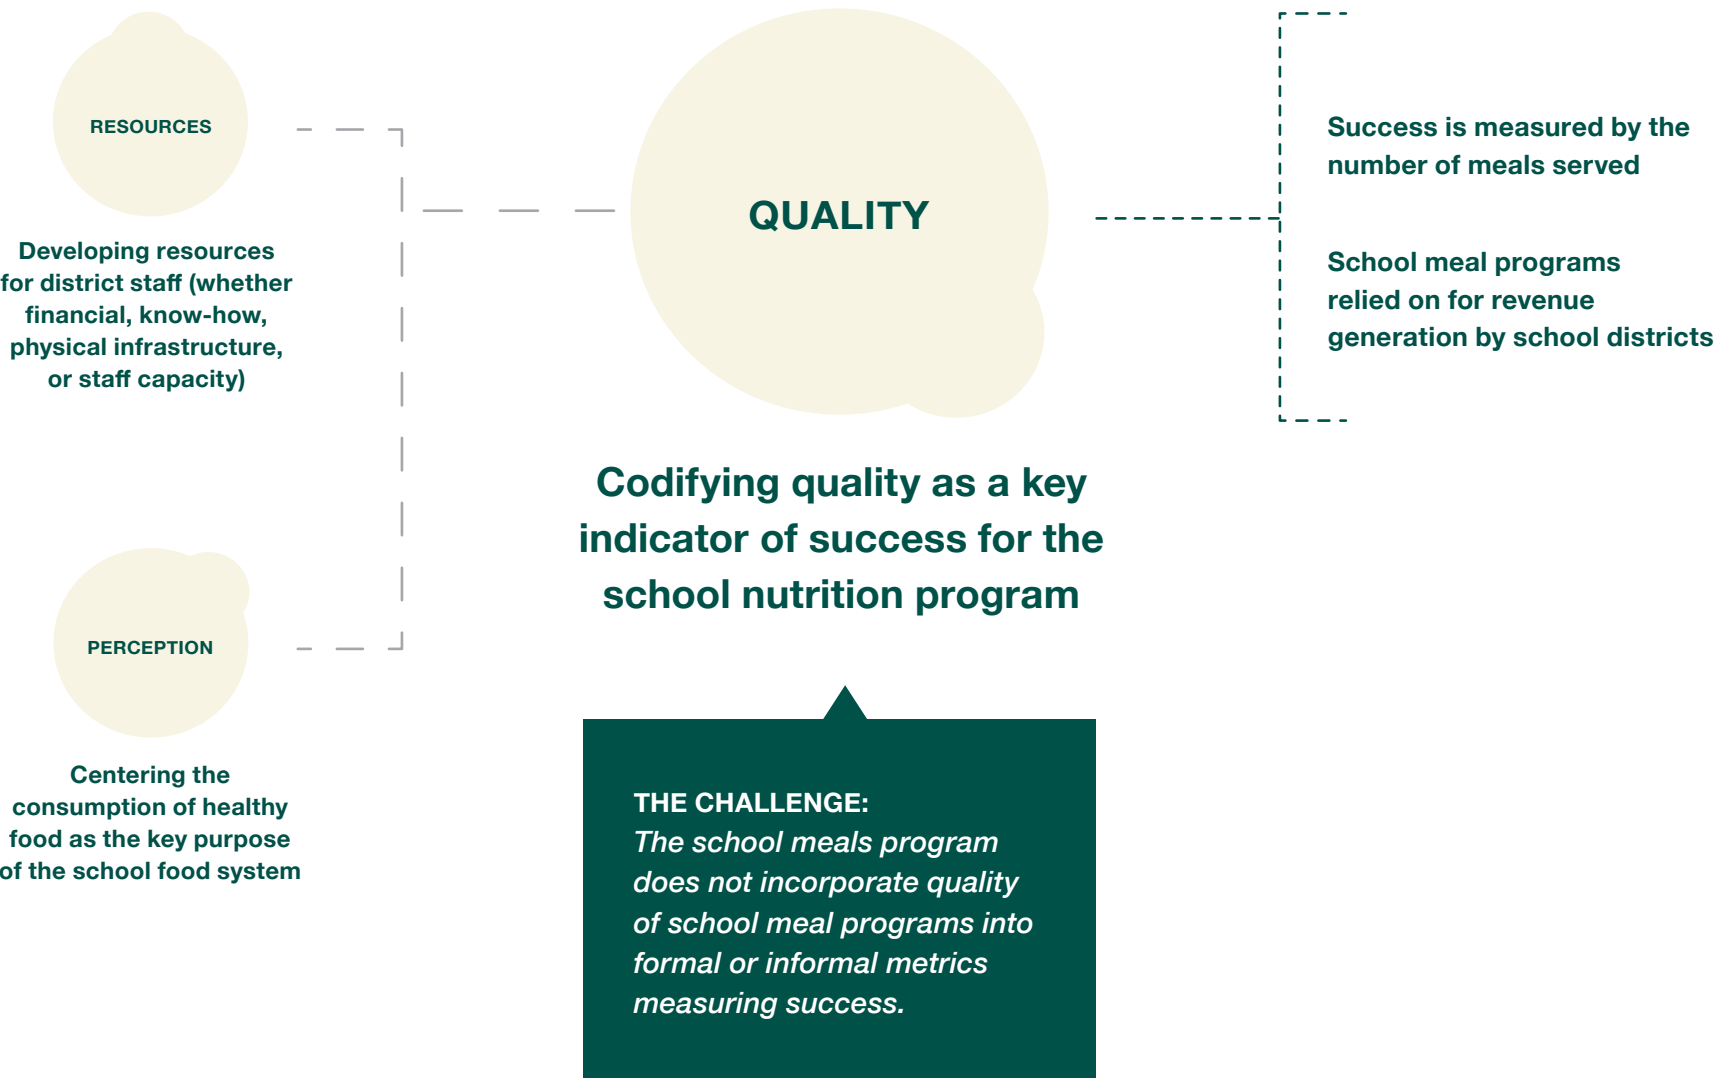 RESOURCES
Developing resources
for district staff (whether
financial, know-how,
physical infrastructure,
or staff capacity)
PERCEPTION
Centering the
consumption of healthy
food as the key purpose
of the school food system
QUALITY
Codifying quality as a key
indicator of success for the
school nutrition program
THE CHALLENGE:
The school meals program
does not incorporate quality
of school meal programs into
formal or informal metrics
measuring success.
Success is measured by the
number of meals served
School meal programs
relied on for revenue
generation by school districts